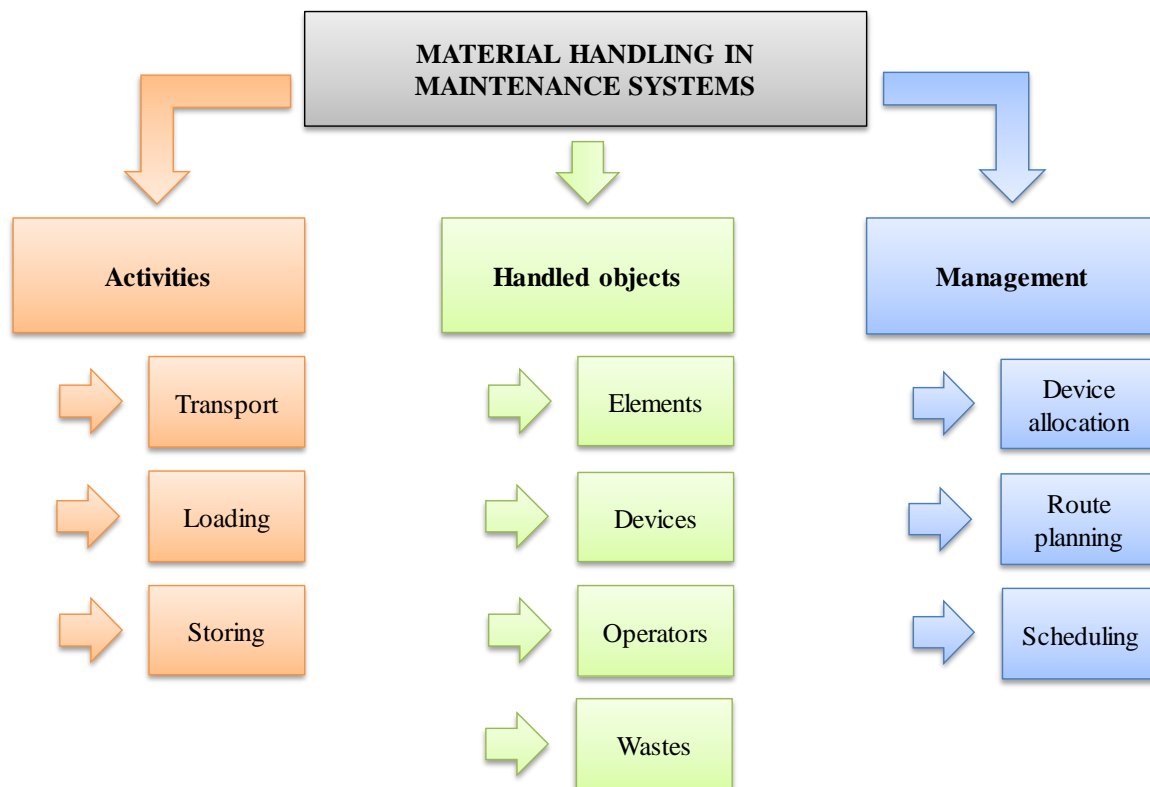 MATERIAL HANDLING IN
MAINTENANCE SYSTEMS
Activities
Transport
Loading
Storing
Handled objects
Elements
Devices
Operators
Wastes
Management
Device
allocation
Route
planning
Scheduling